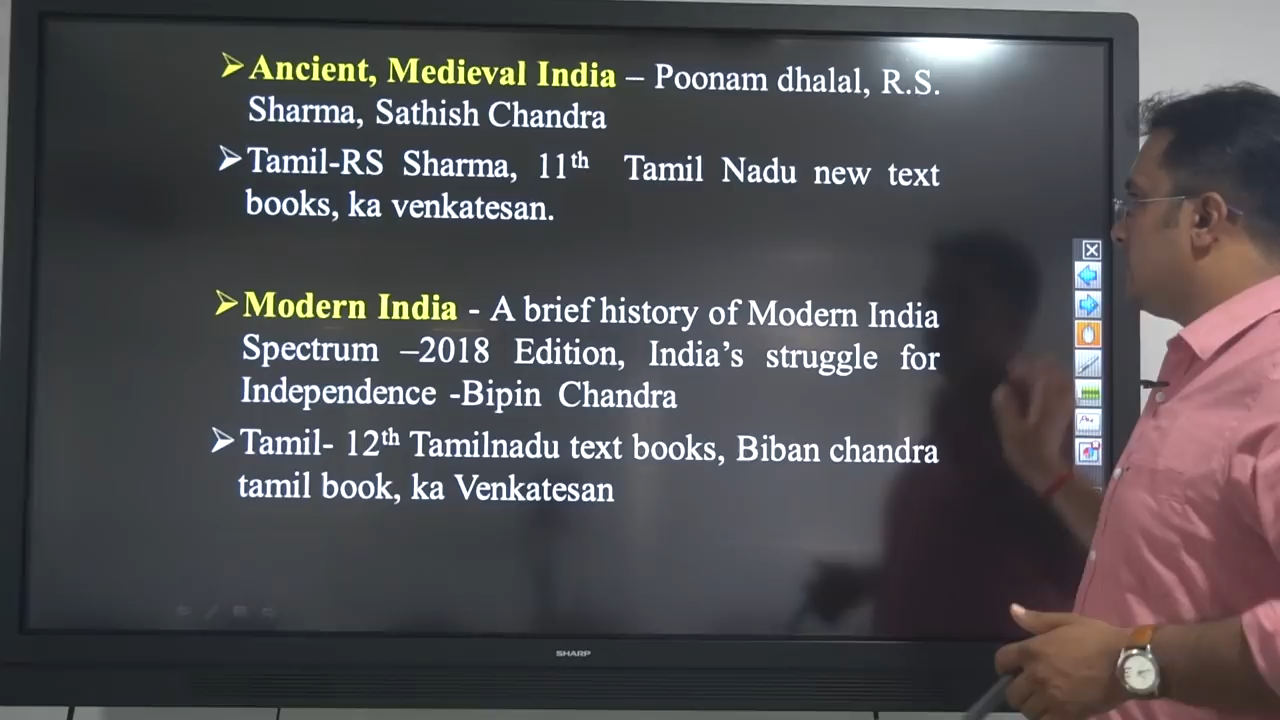 ➢Ancient, Medieval India – Poonam dhalal, R.S.
Sharma, Sathish Chandra
➢Tamil-RS Sharma, 11th Tamil Nadu new text
books, ka venkatesan.
➢Modern India - A brief history of Modern India
Spectrum –2018 Edition, India’s struggle for
Independence -Bipin Chandra
➢Tamil- 12th Tamilnadu text books, Biban chandra
tamil book, ka Venkatesan
SHARP